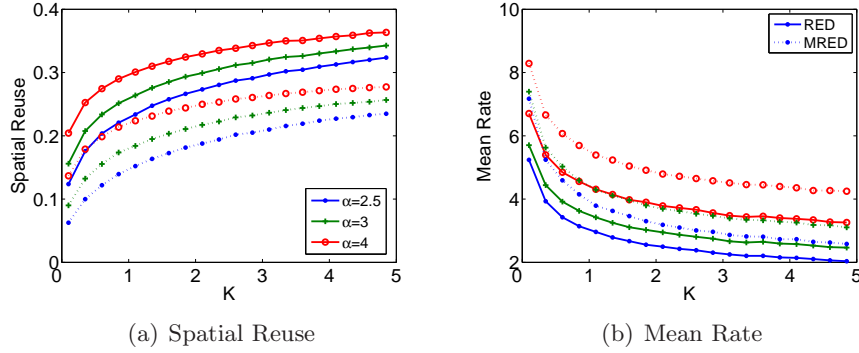 0.4
0.3
0.2
0.1
0
Spatial Reuse
0 1 2 3 4 5
K
α=2.5
α=3
α=4
(a) Spatial Reuse
10
8
6
4
2
Mean Rate
0 1 2 3 4 5
K
RED
MRED
(b) Mean Rate